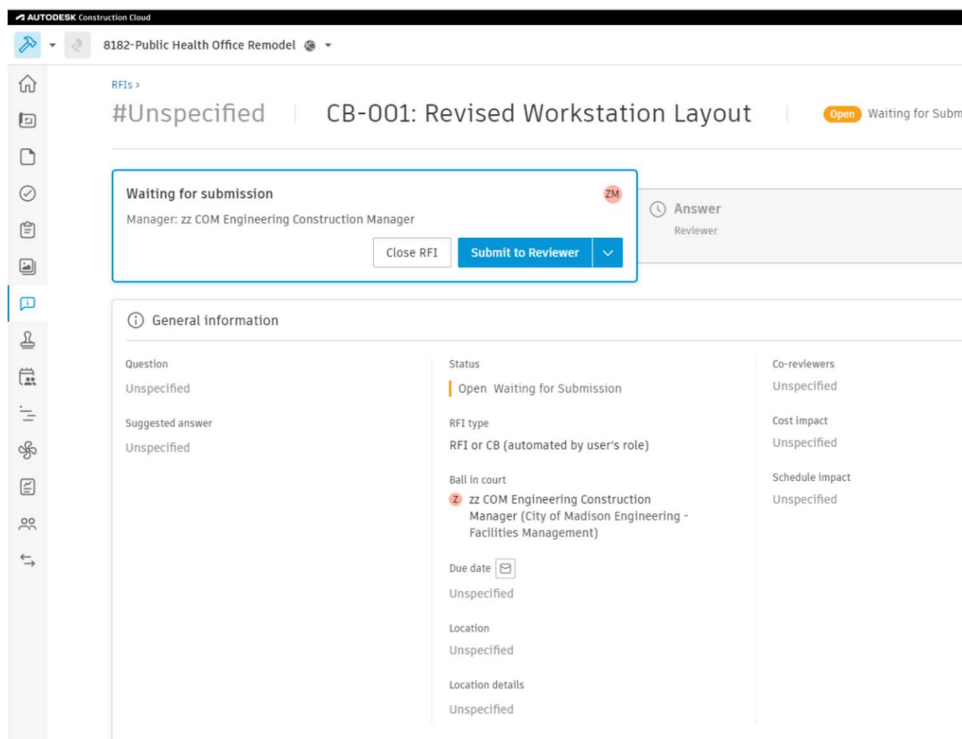 AUTODESK Construction Cloud
8182-Public Health Office Remodel
RFIs >
#Unspecified
CB-001: Revised Workstation Layout
Open Waiting for Subm
Waiting for submission
ZM
Manager: zz COM Engineering Construction Manager
Close RFI
Submit to Reviewer
Answer
Reviewer
General information
Question
Unspecified
Suggested answer
Unspecified
Status
Open Waiting for Submission
RFI type
RFI or CB (automated by user's role)
Ball in court
Z zz COM Engineering Construction
Manager (City of Madison Engineering -
Facilities Management)
Due date
Unspecified
Location
Unspecified
Location details
Unspecified
Co-reviewers
Unspecified
Cost impact
Unspecified
Schedule impact
Unspecified